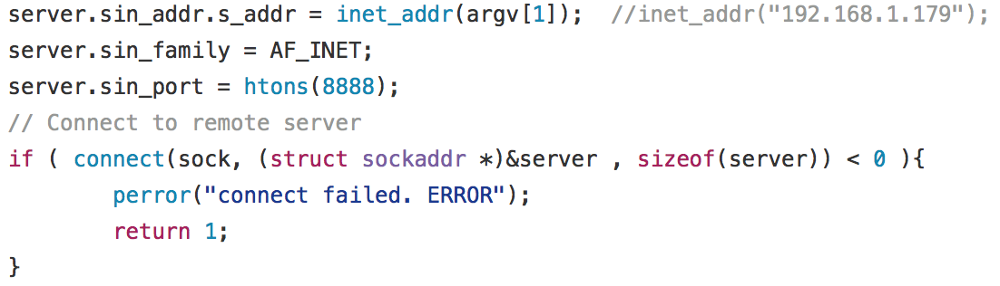 server.sin_addr.s_addr = inet_addr(argv[1]);  //inet_addr("192.168.1.179");
server.sin_family = AF_INET;
server.sin_port = htons(8888);
// Connect to remote server
if ( connect(sock, (struct sockaddr *)&server , sizeof(server)) < 0 ){
        perror("connect failed. ERROR");
        return 1;
}